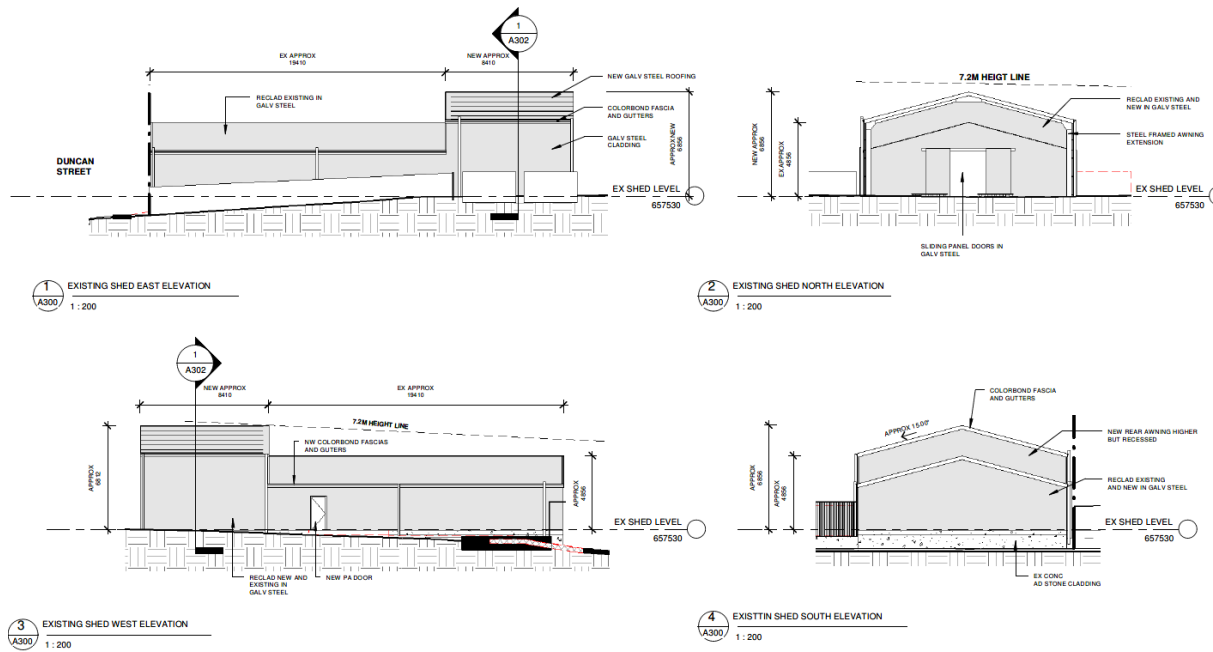 1
A302
EX APPROX
19410
NEW APPROX
8410
NEW GALV STEEL ROOFING
RECLAD EXISTING IN
GALV STEEL
COLORBOND FASCIA
AND GUTTERS
GALV STEEL
CLADDING
APPROX NEW
6856
DUNCAN
STREET
EX SHED LEVEL
657530
1
A300
EXISTING SHED EAST ELEVATION
1 : 200
7.2M HEIGT LINE
RECLAD EXISTING AND
NEW IN GALV STEEL
STEEL FRAMED AWNING
EXTENSION
NEW APPROX
6856
EX APPROX
4856
EX SHED LEVEL
657530
SLIDING PANEL DOORS IN
GALV STEEL
2
A300
EXISTING SHED NORTH ELEVATION
1 : 200
1
A302
NEW APPROX
8410
EX APPROX
19410
7.2M HEIGHT LINE
NW COLORBOND FASCIAS
AND GUTERS
APPROX
6812
APPROX
4856
EX SHED LEVEL
657530
RECLAD NEW AND
EXISTING IN
GALV STEEL
NEW PA DOOR
3
A300
EXISTING SHED WEST ELEVATION
1 : 200
COLORBOND FASCIA
AND GUTTERS
APPROX 15.00°
NEW REAR AWNING HIGHER
BUT RECESSED
APPROX
6856
APPROX
4856
RECLAD EXISTING
AND NEW IN GALV STEEL
EX SHED LEVEL
657530
EX CONC
AD STONE CLADDING
4
A300
EXISTTIN SHED SOUTH ELEVATION
1 : 200